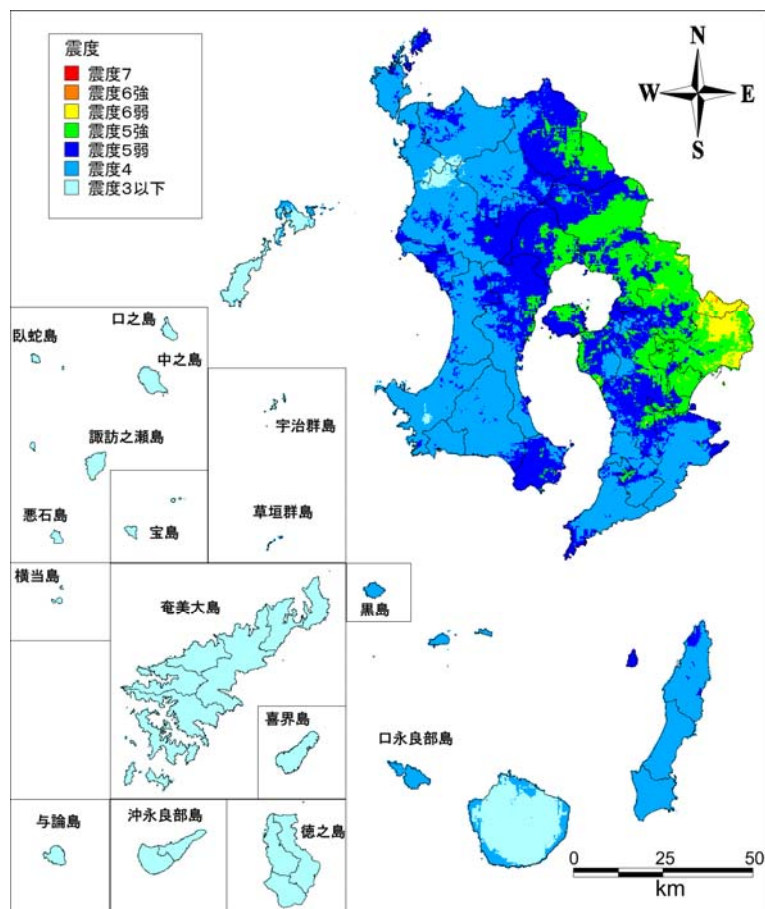 震度
震度7
震度6強
震度6弱
震度5強
震度5弱
震度4
震度3以下
N
W E
S
口之島
臥蛇島
中之島
諏訪之瀬島
宇治群島
悪石島
宝島
草垣群島
横当島
奄美大島
黒島
喜界島
口永良部島
与論島
沖永良部島
徳之島
0 25 50
km